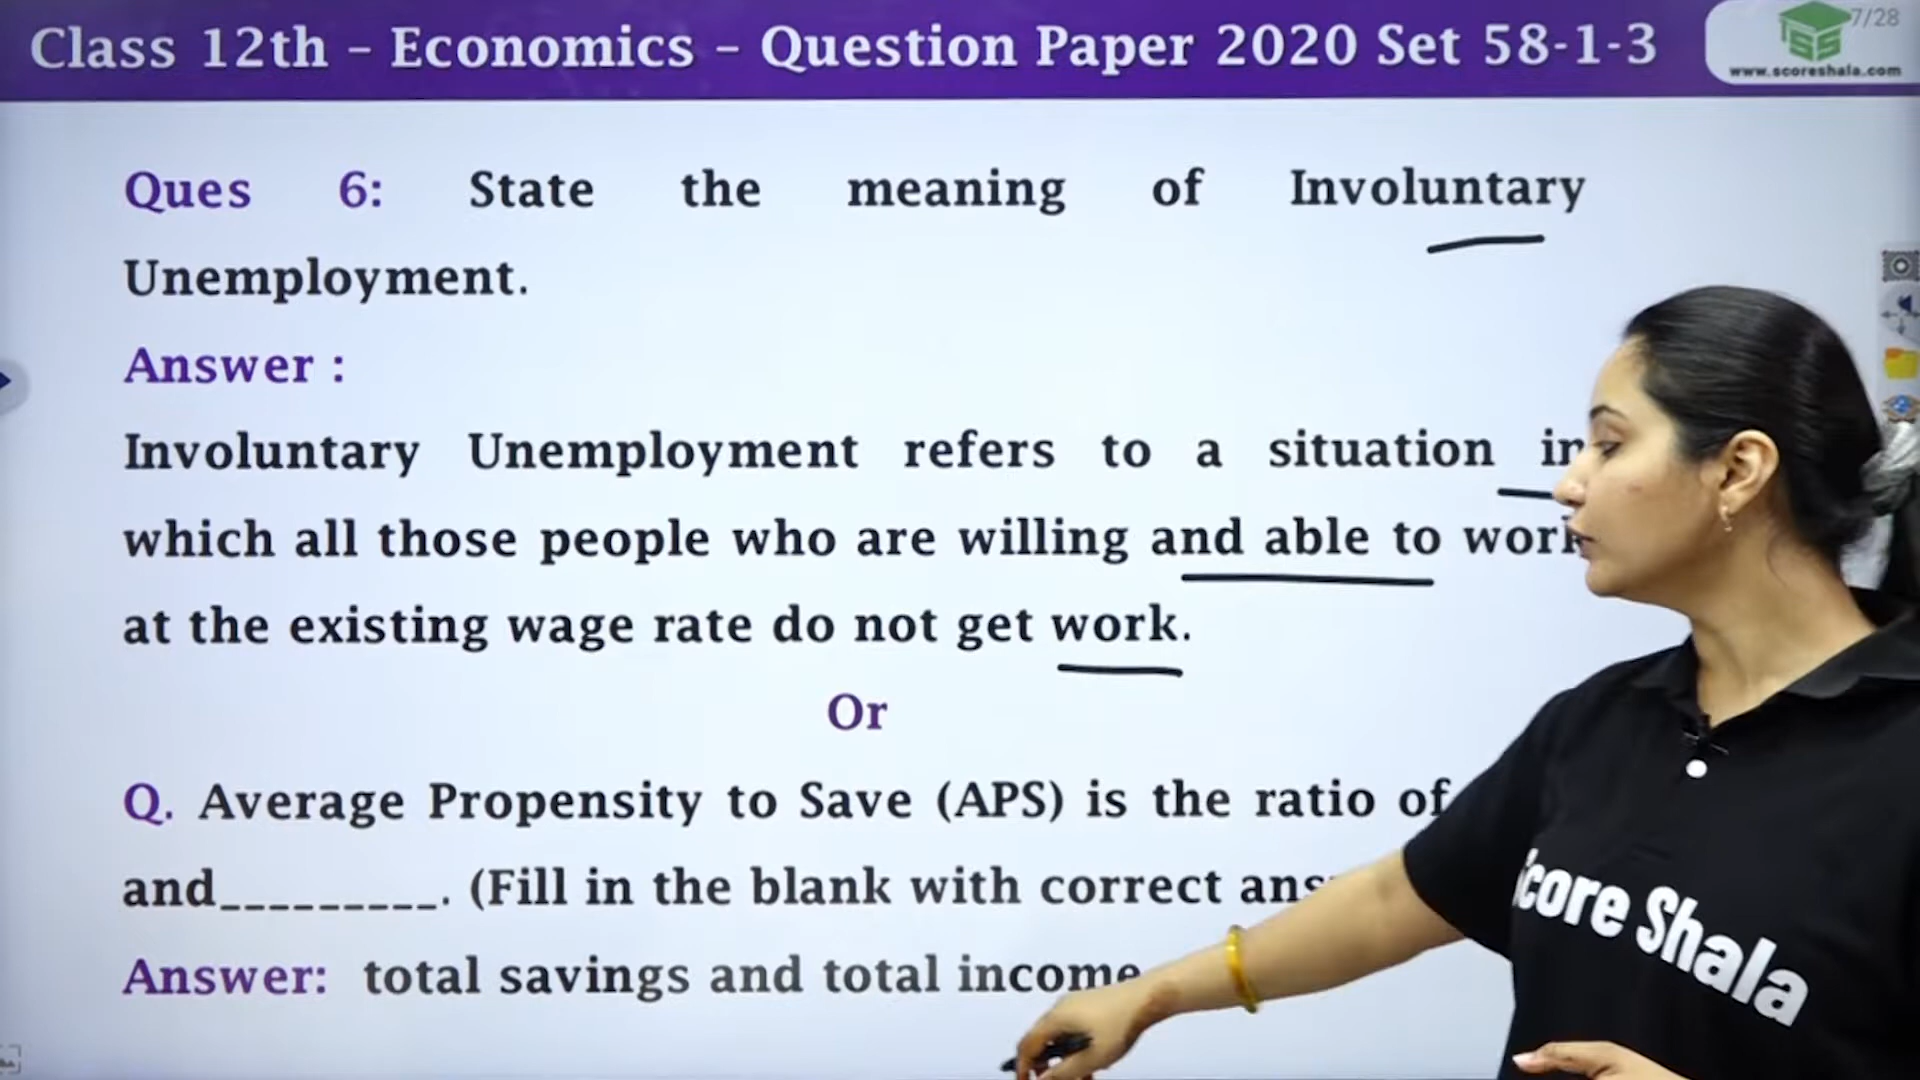 Class 12th – Economics – Question Paper 2020 Set 58-1-3
7/28
SS
www.scoreshala.com
Ques 6: State the meaning of Involuntary
Unemployment.
Answer :
Involuntary Unemployment refers to a situation in
which all those people who are willing and able to work
at the existing wage rate do not get work.
Or
Q. Average Propensity to Save (APS) is the ratio of
and_________. (Fill in the blank with correct
Answer: total savings and total income
Score Shala